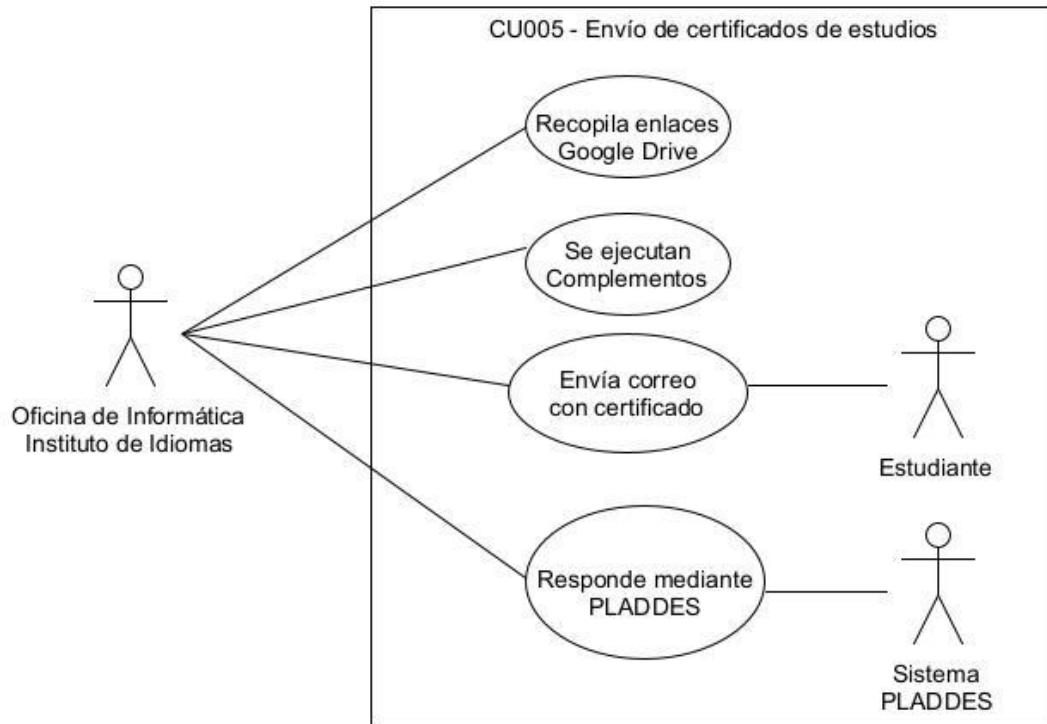 CU005 - Envío de certificados de estudios
Recopila enlaces
Google Drive
Se ejecutan
Complementos
Envía correo
con certificado
Oficina de Informática
Instituto de Idiomas
Estudiante
Responde mediante
PLADDES
Sistema
PLADDES